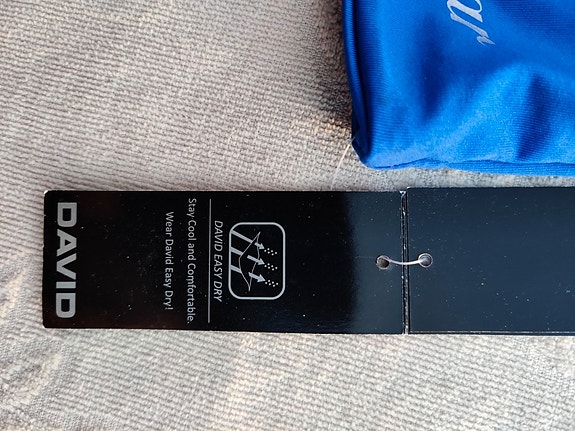 DAVID EASY DRY
Stay Cool and Comfortable.
Wear David Easy Dry!
DAVID